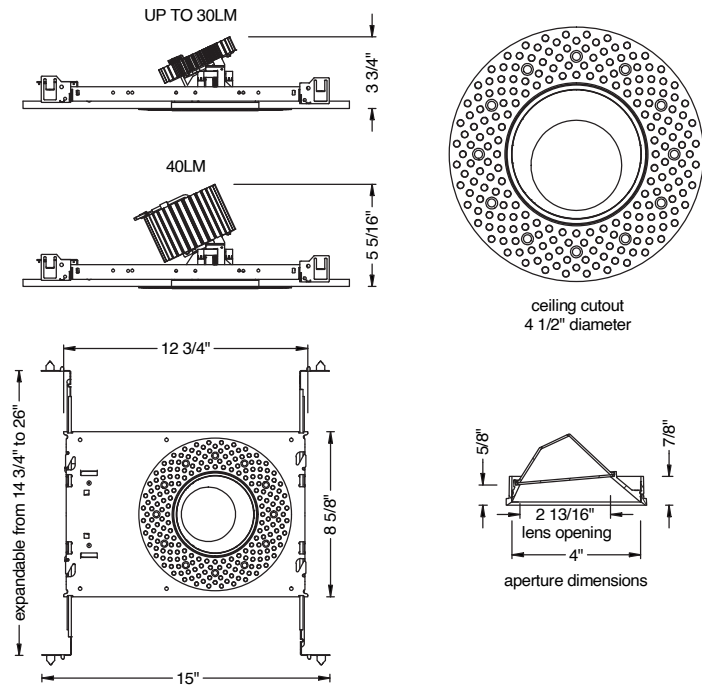 UP TO 30LM
3 3/4"
40LM
5 5/16"
ceiling cutout
4 1/2" diameter
12 3/4"
expandable from 14 3/4" to 26"
8 5/8"
15"
5/8"
7/8"
2 13/16"
lens opening
4"
aperture dimensions